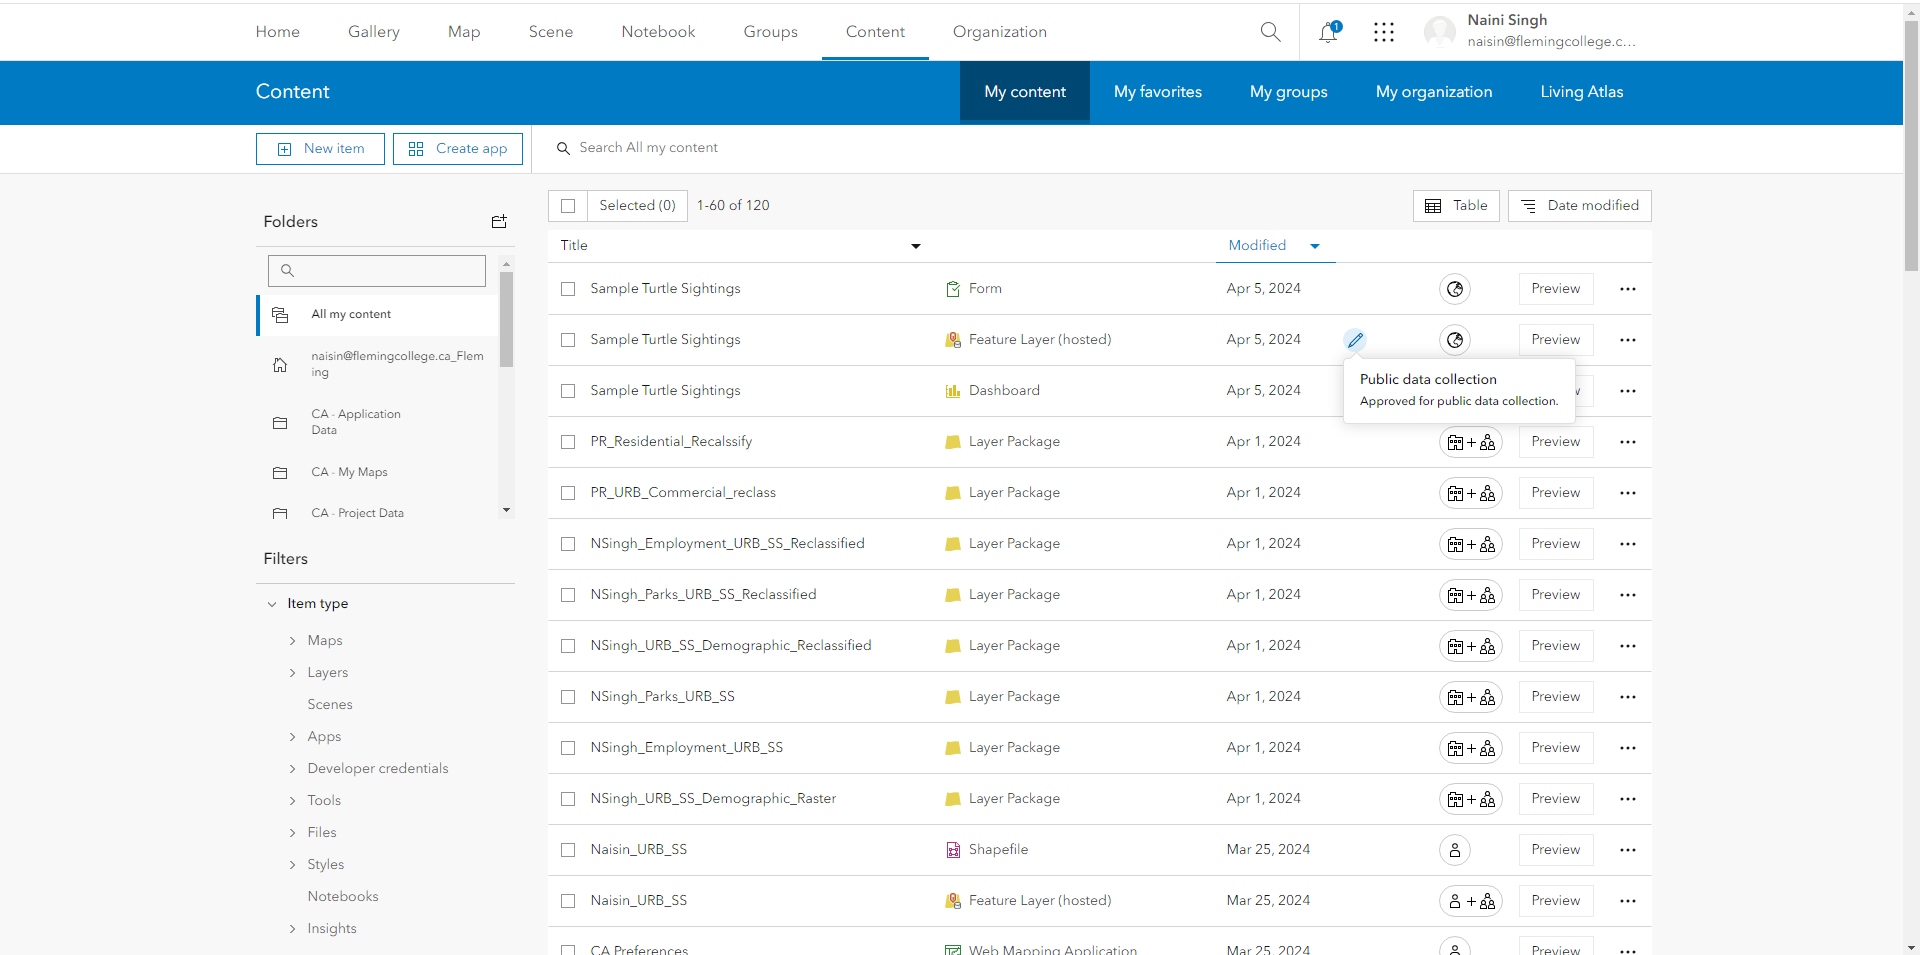 Home Gallery Map Scene Notebook Groups Content Organization 1 Naini Singh
naisin@flemingcollege.c...
Content My content My favorites My groups My organization Living Atlas
New item Create app Search All my content
Folders
All my content
naisin@flemingcollege.ca_Flem
ing
CA - Application
Data
CA - My Maps
CA - Project Data
Filters
Item type
Maps
Layers
Scenes
Apps
Developer credentials
Tools
Files
Styles
Notebooks
Insights
Selected (0) 1-60 of 120 Table Date modified
Title Modified
Sample Turtle Sightings Form Apr 5, 2024 Preview
Sample Turtle Sightings Feature Layer (hosted) Apr 5, 2024 Preview
Sample Turtle Sightings Dashboard Apr 5, 2024
Public data collection
Approved for public data collection.
PR_Residential_Recalssify Layer Package Apr 1, 2024 Preview
PR_URB_Commercial_reclass Layer Package Apr 1, 2024 Preview
NSingh_Employment_URB_SS_Reclassified Layer Package Apr 1, 2024 Preview
NSingh_Parks_URB_SS_Reclassified Layer Package Apr 1, 2024 Preview
NSingh_URB_SS_Demographic_Reclassified Layer Package Apr 1, 2024 Preview
NSingh_Parks_URB_SS Layer Package Apr 1, 2024 Preview
NSingh_Employment_URB_SS Layer Package Apr 1, 2024 Preview
NSingh_URB_SS_Demographic_Raster Layer Package Apr 1, 2024 Preview
Naisin_URB_SS Shapefile Mar 25, 2024 Preview
Naisin_URB_SS Feature Layer (hosted) Mar 25, 2024 Preview
CA Preferences Web Mapping Application Mar 25, 2024 Preview